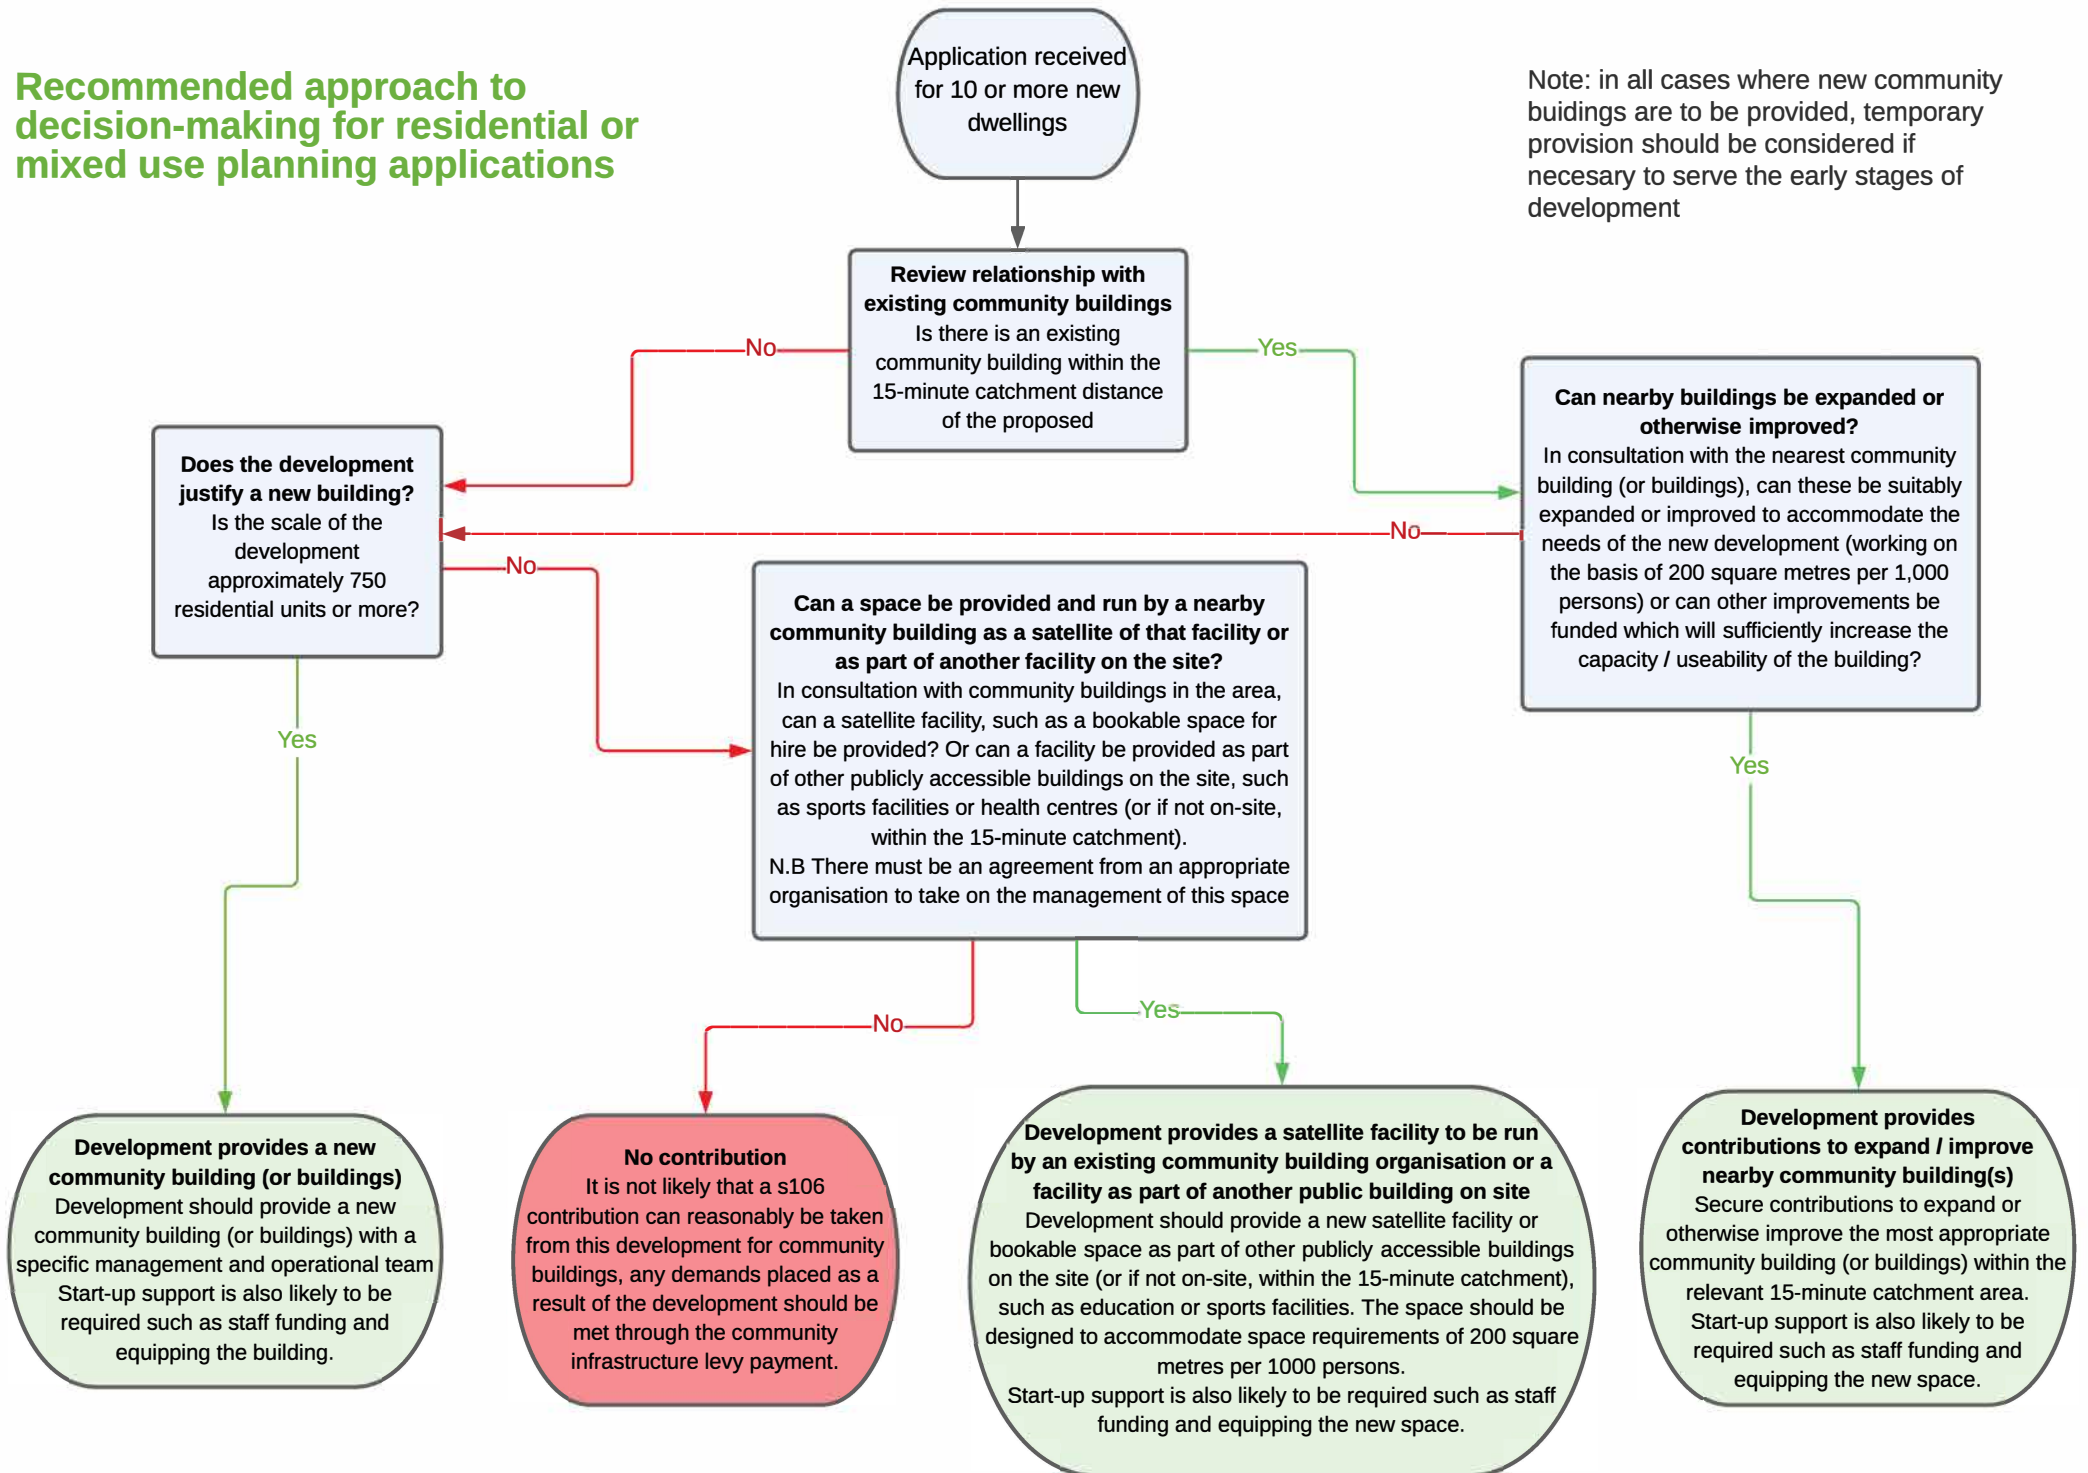 Recommended approach to
decision-making for residential or
mixed use planning applications
Application received
for 10 or more new
dwellings
Note: in all cases where new community
buidings are to be provided, temporary
provision should be considered if
necesary to serve the early stages of
development
Review relationship with
existing community buildings
Is there is an existing
community building within the
15-minute catchment distance
of the proposed
No
Yes
Can nearby buildings be expanded or
otherwise improved?
In consultation with the nearest community
building (or buildings), can these be suitably
expanded or improved to accommodate the
needs of the new development (working on
the basis of 200 square metres per 1,000
persons) or can other improvements be
funded which will sufficiently increase the
capacity / useability of the building?
Does the development
justify a new building?
Is the scale of the
development
approximately 750
residential units or more?
No
No
Can a space be provided and run by a nearby
community building as a satellite of that facility or
as part of another facility on the site?
In consultation with community buildings in the area,
can a satellite facility, such as a bookable space for
hire be provided? Or can a facility be provided as part
of other publicly accessible buildings on the site, such
as sports facilities or health centres (or if not on-site,
within the 15-minute catchment).
N.B There must be an agreement from an appropriate
organisation to take on the management of this space
Yes
Yes
No
Yes
Development provides a new
community building (or buildings)
Development should provide a new
community building (or buildings) with a
specific management and operational team
Start-up support is also likely to be
required such as staff funding and
equipping the building.
No contribution
It is not likely that a s106
contribution can reasonably be taken
from this development for community
buildings, any demands placed as a
result of the development should be
met through the community
infrastructure levy payment.
Development provides a satellite facility to be run
by an existing community building organisation or a
facility as part of another public building on site
Development should provide a new satellite facility or
bookable space as part of other publicly accessible buildings
on the site (or if not on-site, within the 15-minute catchment),
such as education or sports facilities. The space should be
designed to accommodate space requirements of 200 square
metres per 1000 persons.
Start-up support is also likely to be required such as staff
funding and equipping the new space.
Development provides
contributions to expand / improve
nearby community building(s)
Secure contributions to expand or
otherwise improve the most appropriate
community building (or buildings) within the
relevant 15-minute catchment area.
Start-up support is also likely to be
required such as staff funding and
equipping the new space.